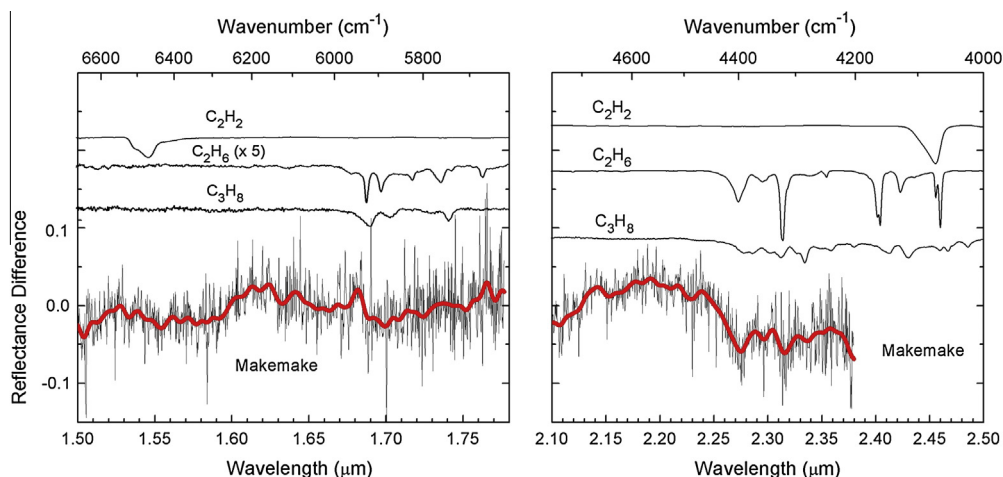 Wavenumber (cm⁻¹)
6600 6400 6200 6000 5800
C₂H₂
C₂H₆ (x 5)
C₃H₈
Reflectance Difference
0.1
0.0
-0.1
Makemake
1.50 1.55 1.60 1.65 1.70 1.75
Wavelength (μm)
Wavenumber (cm⁻¹)
4600 4400 4200 4000
C₂H₂
C₂H₆
C₃H₈
Makemake
2.10 2.15 2.20 2.25 2.30 2.35 2.40 2.45 2.50
Wavelength (μm)